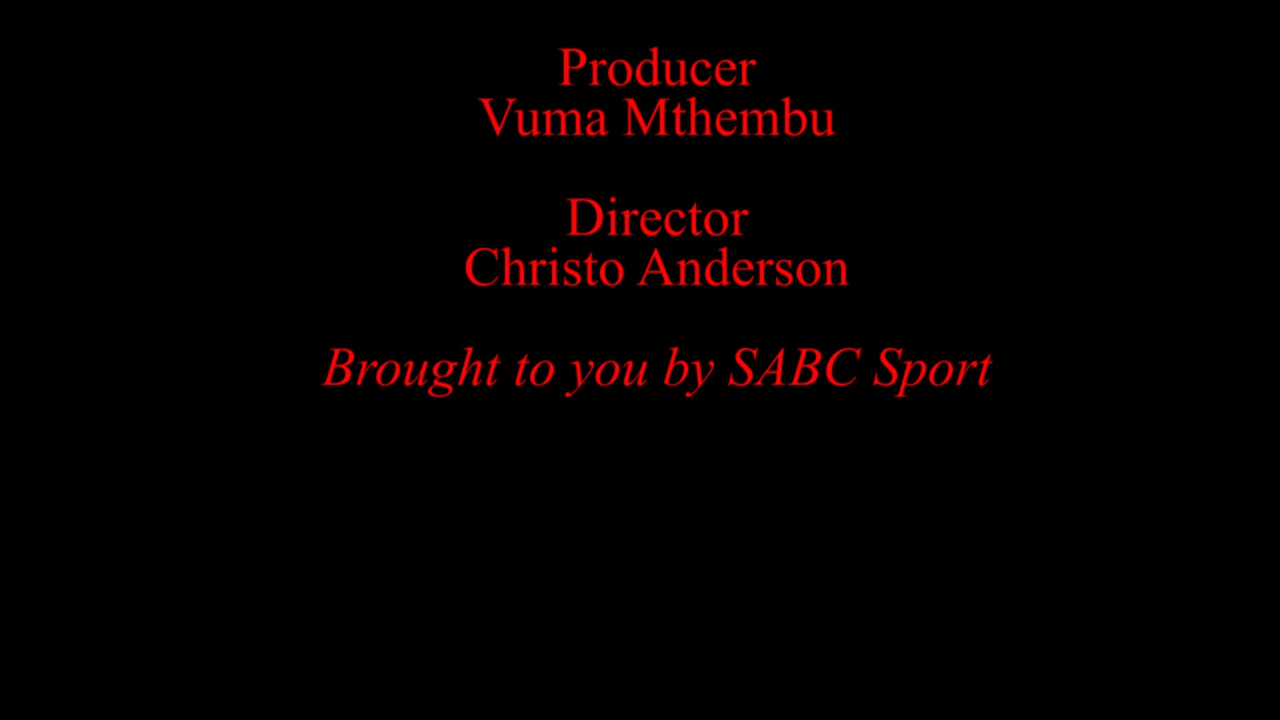 Producer
Vuma Mthembu
Director
Christo Anderson
Brought to you by SABC Sport